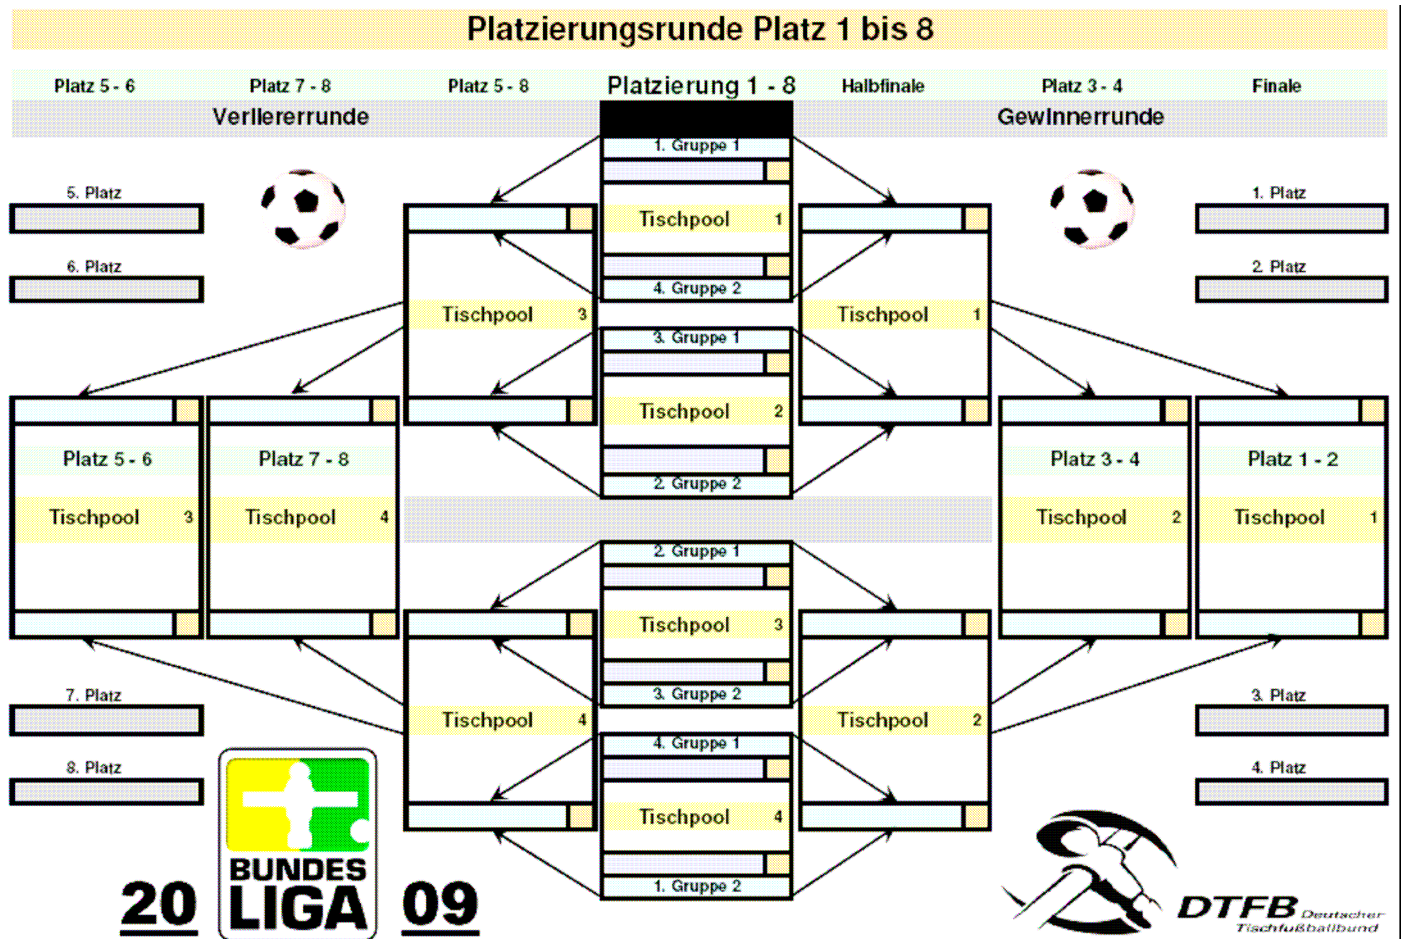 Platzierungsrunde Platz 1 bis 8
Platz 5 - 6 Platz 7 - 8 Platz 5 - 8 Platzierung 1 - 8 Halbfinale Platz 3 - 4 Finale
Verliererrunde Gewinnerrunde
1. Gruppe 1
5. Platz 1. Platz
Tischpool 1
6. Platz 2. Platz
4. Gruppe 2
Tischpool 3 Tischpool 1
3. Gruppe 1
Tischpool 2
Platz 5 - 6 Platz 7 - 8 Platz 3 - 4 Platz 1 - 2
2. Gruppe 2
Tischpool 3 Tischpool 4 Tischpool 2 Tischpool 1
2. Gruppe 1
Tischpool 3
7. Platz 3. Gruppe 2 3. Platz
Tischpool 4 Tischpool 2
4. Gruppe 1
8. Platz 4. Platz
Tischpool 4
BUNDES
1. Gruppe 2
20 LIGA 09
DTFB Deutscher
Tischfußballbund